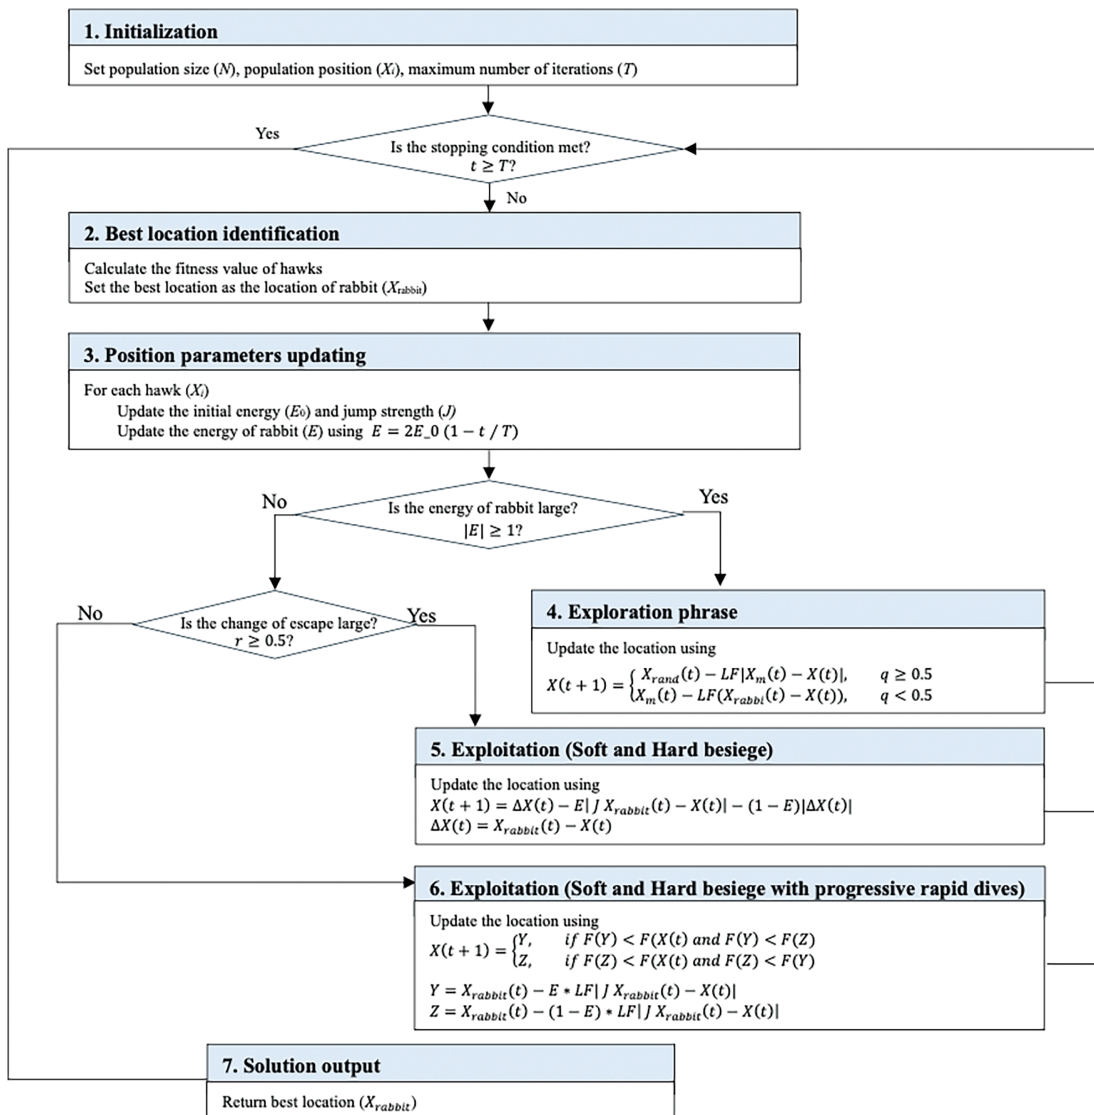 1. Initialization
Set population size (N), population position (Xi), maximum number of iterations (T)
Yes
Is the stopping condition met?
t ≥ T?
No
2. Best location identification
Calculate the fitness value of hawks
Set the best location as the location of rabbit (Xrabbit)
3. Position parameters updating
For each hawk (Xi)
Update the initial energy (E0) and jump strength (J)
Update the energy of rabbit (E) using E = 2E_0 (1 − t / T)
No
Is the energy of rabbit large?
Yes
|E| ≥ 1?
No
Is the change of escape large?
Yes
r ≥ 0.5?
4. Exploration phrase
Update the location using
X(t + 1) = { Xrand(t) − LF|Xm(t) − X(t)|, q ≥ 0.5
Xm(t) − LF(Xrabbi(t) − X(t)), q < 0.5
5. Exploitation (Soft and Hard besiege)
Update the location using
X(t + 1) = ΔX(t) − E| J Xrabbit(t) − X(t)| − (1 − E)|ΔX(t)|
ΔX(t) = Xrabbit(t) − X(t)
6. Exploitation (Soft and Hard besiege with progressive rapid dives)
Update the location using
X(t + 1) = { Y, if F(Y) < F(X(t) and F(Y) < F(Z)
Z, if F(Z) < F(X(t) and F(Z) < F(Y)
Y = Xrabbit(t) − E ∗ LF| J Xrabbit(t) − X(t)|
Z = Xrabbit(t) − (1 − E) ∗ LF| J Xrabbit(t) − X(t)|
7. Solution output
Return best location (Xrabbit)